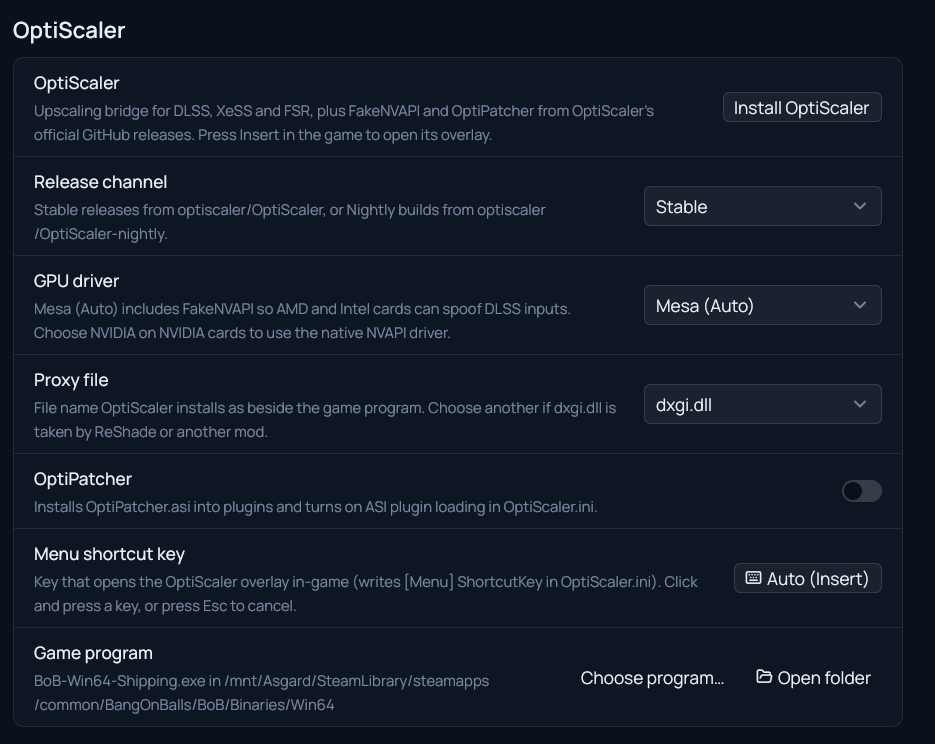 OptiScaler
OptiScaler
Upscaling bridge for DLSS, XeSS and FSR, plus FakeNVAPI and OptiPatcher from OptiScaler's
official GitHub releases. Press Insert in the game to open its overlay.
Install OptiScaler
Release channel
Stable releases from optiscaler/OptiScaler, or Nightly builds from optiscaler
/OptiScaler-nightly.
Stable
GPU driver
Mesa (Auto) includes FakeNVAPI so AMD and Intel cards can spoof DLSS inputs.
Choose NVIDIA on NVIDIA cards to use the native NVAPI driver.
Mesa (Auto)
Proxy file
File name OptiScaler installs as beside the game program. Choose another if dxgi.dll is
taken by ReShade or another mod.
dxgi.dll
OptiPatcher
Installs OptiPatcher.asi into plugins and turns on ASI plugin loading in OptiScaler.ini.
Menu shortcut key
Key that opens the OptiScaler overlay in-game (writes [Menu] ShortcutKey in OptiScaler.ini). Click
and press a key, or press Esc to cancel.
Auto (Insert)
Game program
BoB-Win64-Shipping.exe in /mnt/Asgard/SteamLibrary/steamapps
/common/BangOnBalls/BoB/Binaries/Win64
Choose program...
Open folder